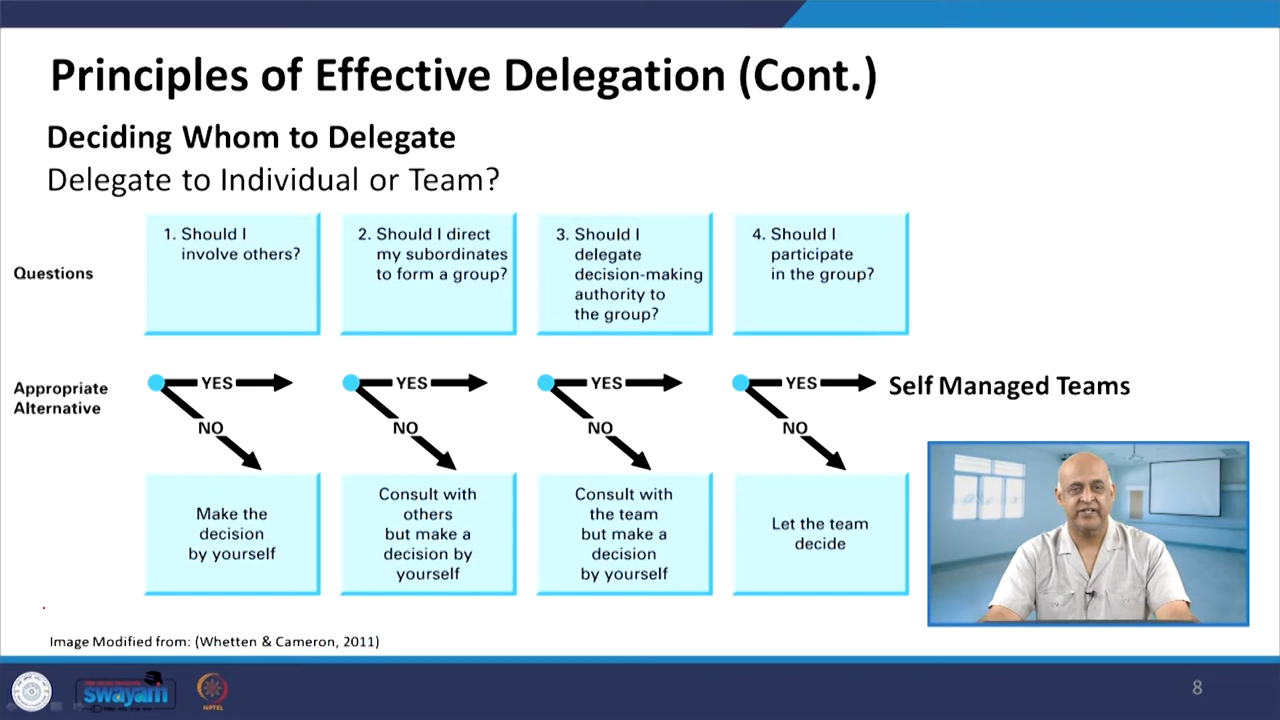 Principles of Effective Delegation (Cont.)
Deciding Whom to Delegate
Delegate to Individual or Team?
Questions
1. Should I
involve others?
2. Should I direct
my subordinates
to form a group?
3. Should I
delegate
decision-making
authority to
the group?
4. Should I
participate
in the group?
Appropriate
Alternative
YES
NO
YES
NO
YES
NO
YES
NO
Self Managed Teams
Make the
decision
by yourself
Consult with
others
but make a
decision by
yourself
Consult with
the team
but make a
decision
by yourself
Let the team
decide
Image Modified from: (Whetten & Cameron, 2011)
swayam
NPTEL
8